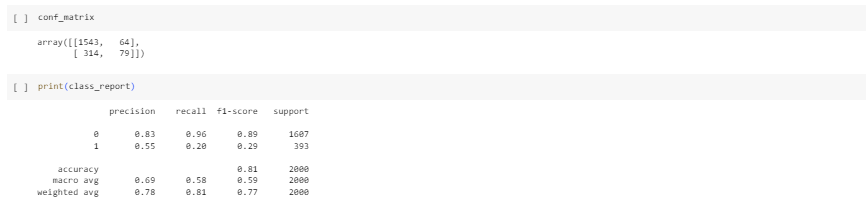 [ ] conf_matrix
array([[1543, 64],
[ 314, 79]])
[ ] print(class_report)
precision recall f1-score support
0 0.83 0.96 0.89 1607
1 0.55 0.20 0.29 393
accuracy 0.81 2000
macro avg 0.69 0.58 0.59 2000
weighted avg 0.78 0.81 0.77 2000